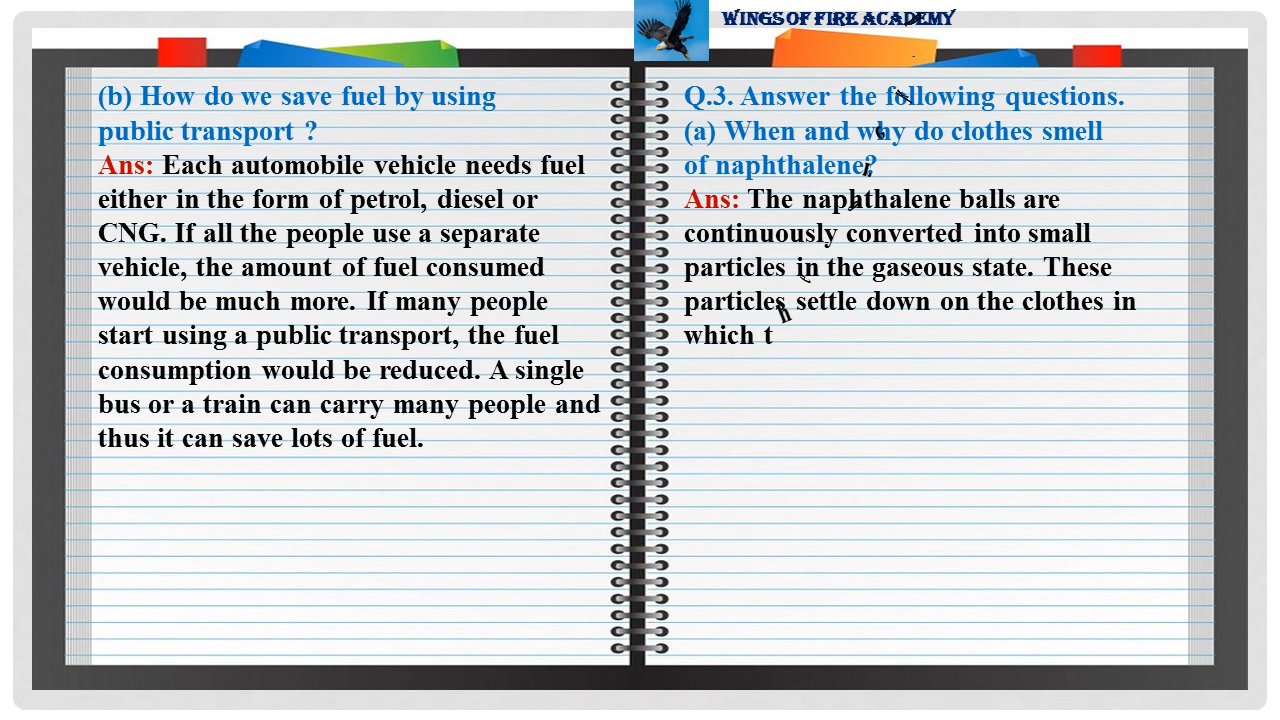 WINGS OF FIRE ACADEMY
(b) How do we save fuel by using
public transport ?
Ans: Each automobile vehicle needs fuel
either in the form of petrol, diesel or
CNG. If all the people use a separate
vehicle, the amount of fuel consumed
would be much more. If many people
start using a public transport, the fuel
consumption would be reduced. A single
bus or a train can carry many people and
thus it can save lots of fuel.
Q.3. Answer the following questions.
(a) When and why do clothes smell
of naphthalene?
Ans: The naphthalene balls are
continuously converted into small
particles in the gaseous state. These
particles settle down on the clothes in
which t